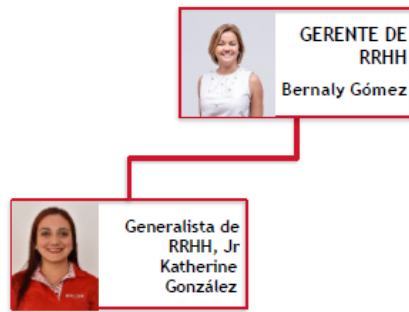 GERENTE DE
RRHH
Bernaly Gómez
Generalista de
RRHH, Jr
Katherine
González